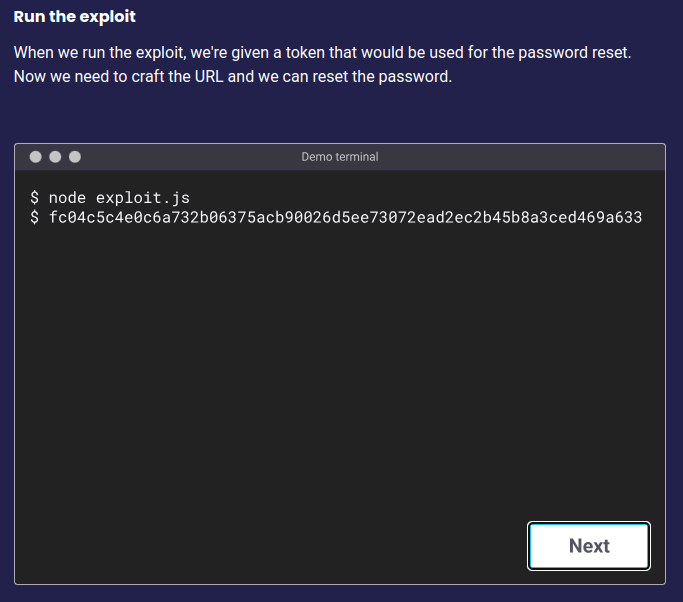 Run the exploit
When we run the exploit, we're given a token that would be used for the password reset.
Now we need to craft the URL and we can reset the password.
Demo terminal
$ node exploit.js
$ fc04c5c4e0c6a732b06375acb90026d5ee73072ead2ec2b45b8a3ced469a633
Next